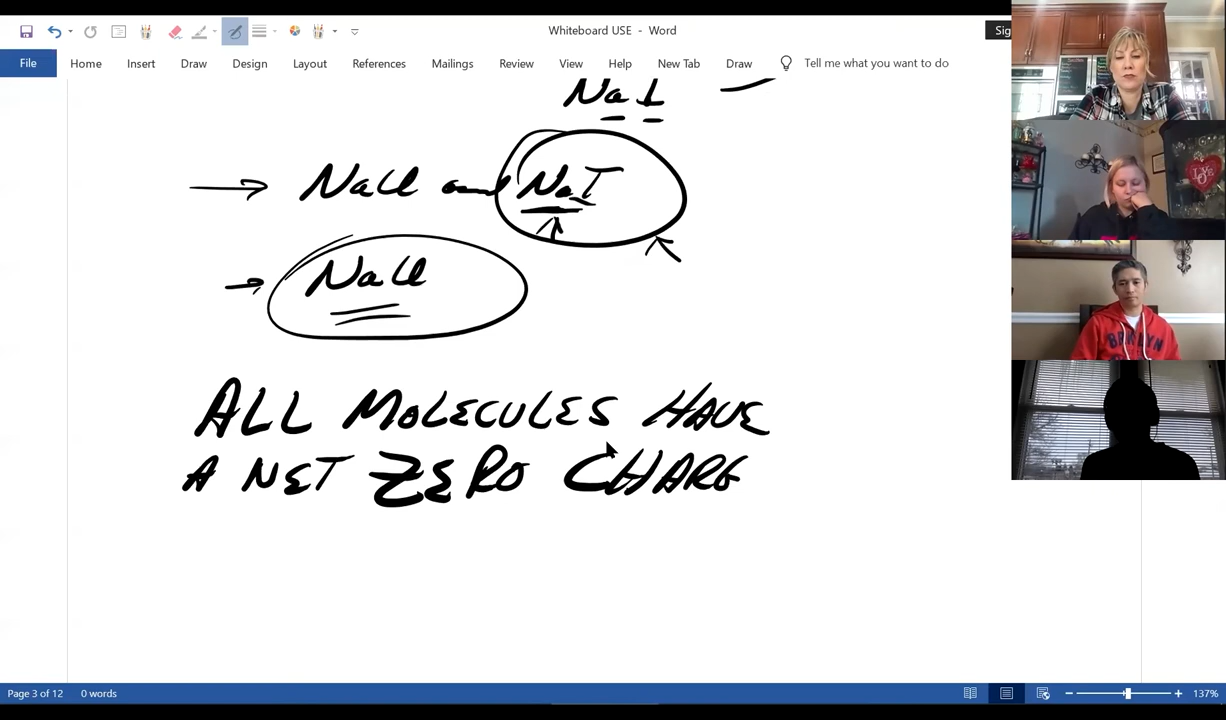 Whiteboard USE - Word
Sig
File Home Insert Draw Design Layout References Mailings Review View Help New Tab Draw Tell me what you want to do
NaI
NaCl and NaI
NaCl
ALL MOLECULES HAVE
A NET ZERO CHARG
Page 3 of 12 0 words 137%